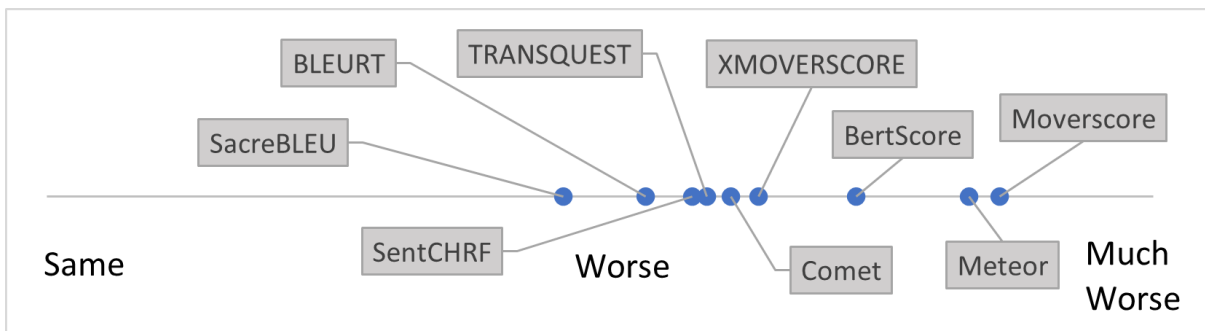 TRANSQUEST
BLEURT
XMOVERSCORE
Moverscore
SacreBLEU
BertScore
SentCHRF
Same
Worse
Comet
Meteor
Much
Worse